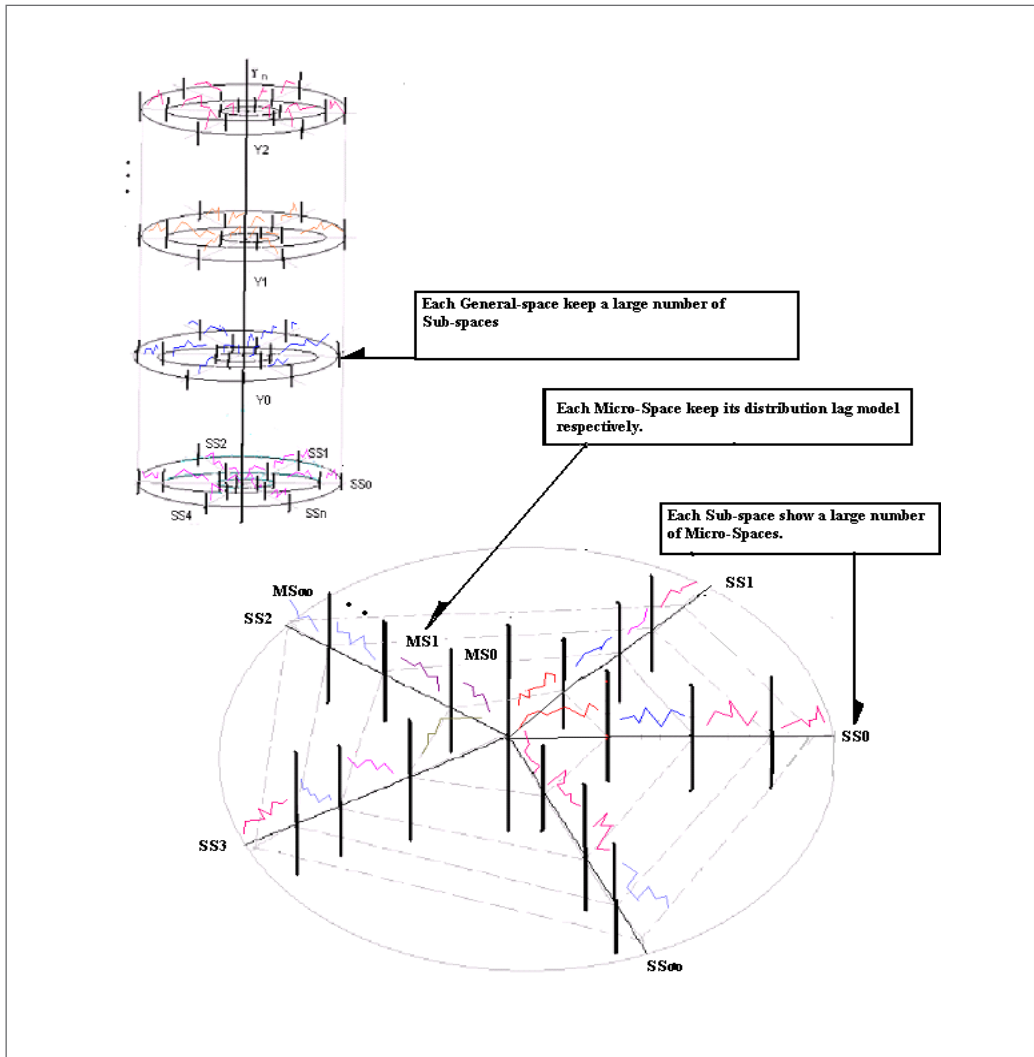 Yn
Y2
Y1
Each General-space keep a large number of
Sub-spaces
Y0
Each Micro-Space keep its distribution lag model
respectively.
SS2
SS1
SSo
SS4
SSn
Each Sub-space show a large number
of Micro-Spaces.
SS1
MS∞
SS2
MS1
MS0
SS0
SS3
SS∞